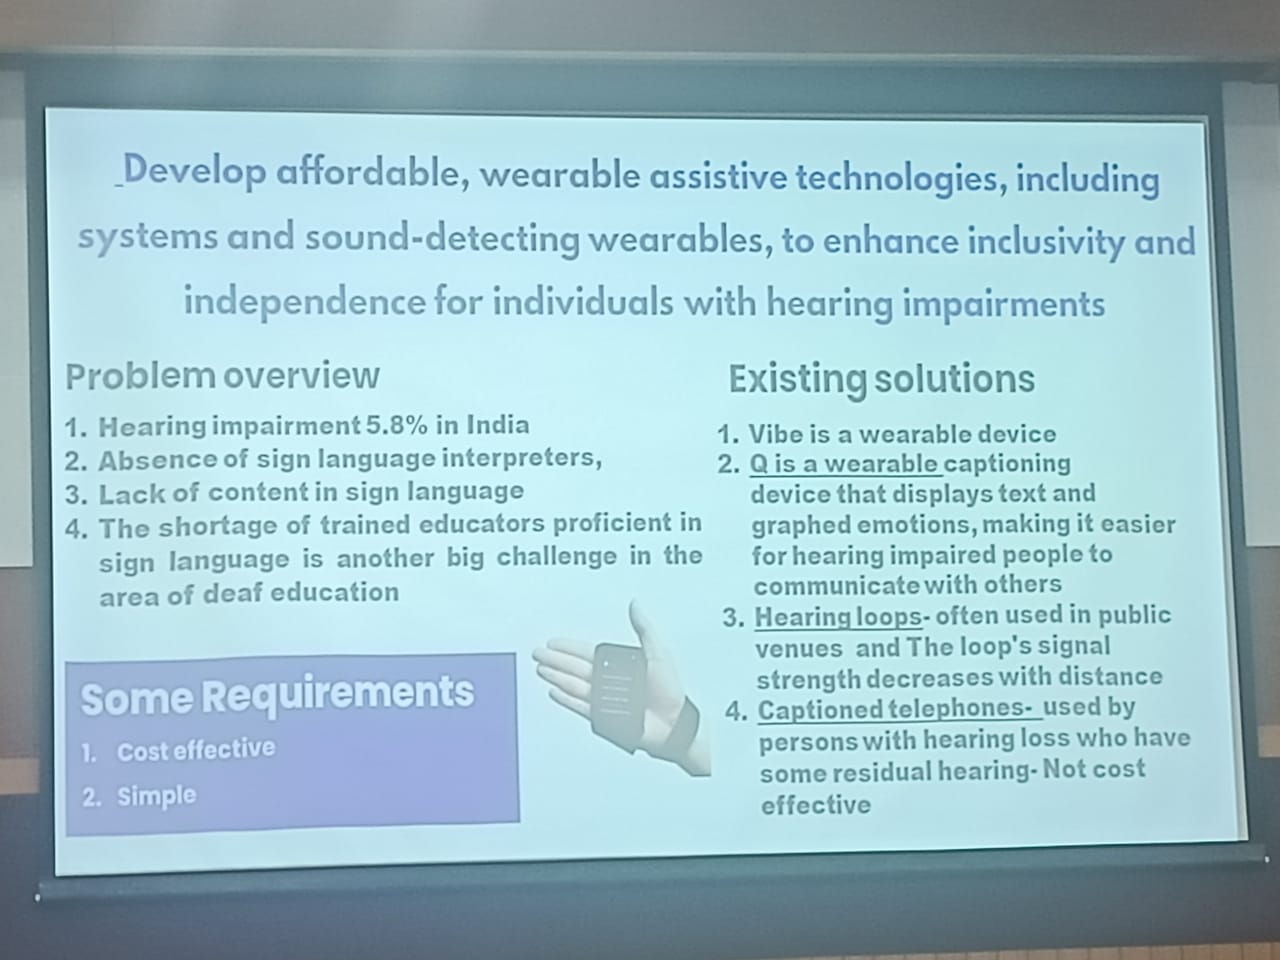 Develop affordable, wearable assistive technologies, including
systems and sound-detecting wearables, to enhance inclusivity and
independence for individuals with hearing impairments
Problem overview
1. Hearing impairment 5.8% in India
2. Absence of sign language interpreters,
3. Lack of content in sign language
4. The shortage of trained educators proficient in
sign language is another big challenge in the
area of deaf education
Some Requirements
1. Cost effective
2. Simple
Existing solutions
1. Vibe is a wearable device
2. Q is a wearable captioning
device that displays text and
graphed emotions, making it easier
for hearing impaired people to
communicate with others
3. Hearing loops- often used in public
venues and The loop's signal
strength decreases with distance
4. Captioned telephones- used by
persons with hearing loss who have
some residual hearing- Not cost
effective